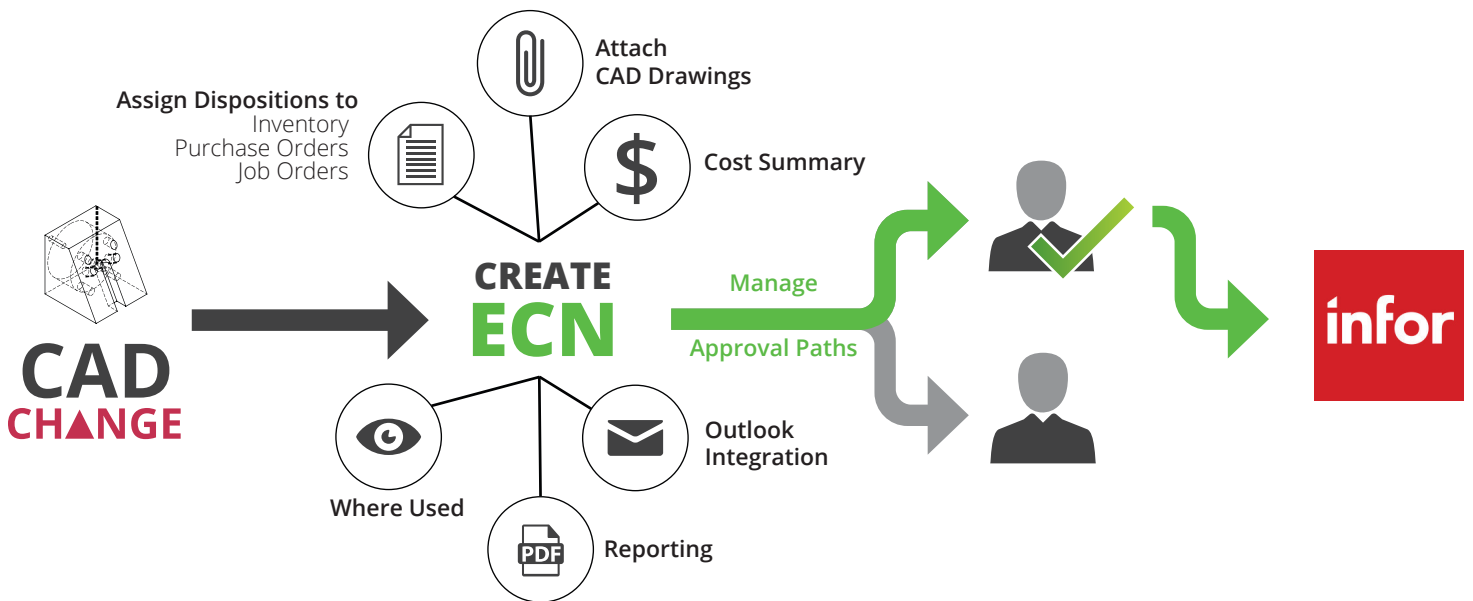 Attach
CAD Drawings
Assign Dispositions to
Inventory
Purchase Orders
Job Orders
$
Cost Summary
CREATE
ECN
Manage
Approval Paths
infor
CAD
CHANGE
Where Used
Outlook
Integration
PDF
Reporting